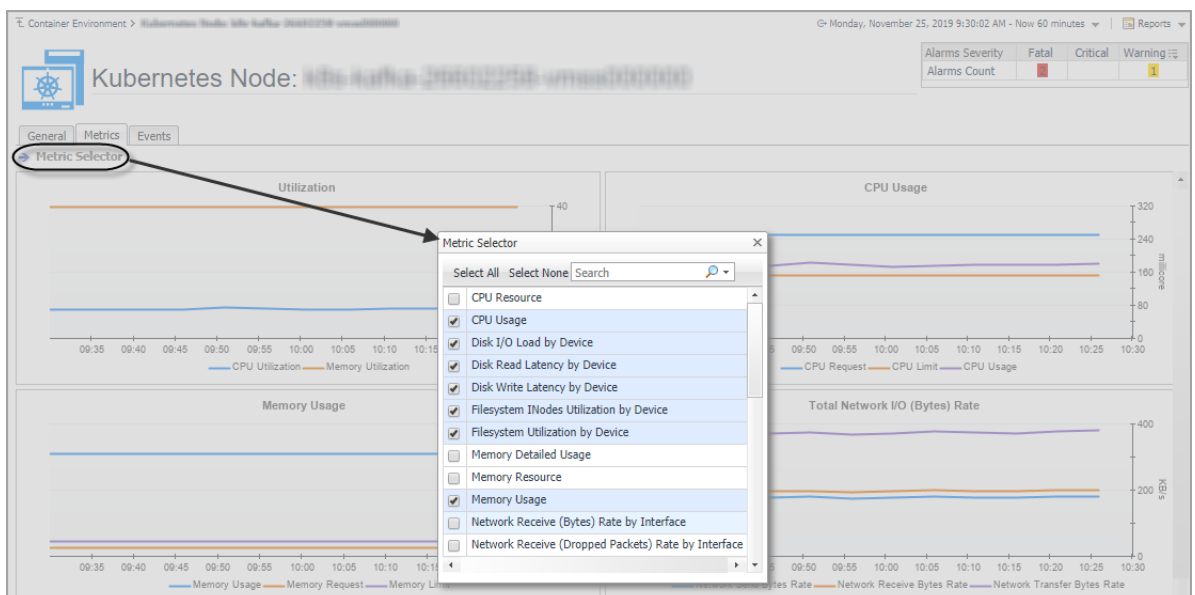 Container Environment >
Monday, November 25, 2019 9:30:02 AM - Now 60 minutes
Reports
Kubernetes Node:
Alarms Severity Fatal Critical Warning
Alarms Count 2 1
General Metrics Events
Metric Selector
Utilization
40
09:35 09:40 09:45 09:50 09:55 10:00 10:05 10:10 10:15
CPU Utilization Memory Utilization
CPU Usage
320
240
160
80
0
millicore
09:50 09:55 10:00 10:05 10:10 10:15 10:20 10:25 10:30
CPU Request CPU Limit CPU Usage
Metric Selector
Select All Select None Search
CPU Resource
CPU Usage
Disk I/O Load by Device
Disk Read Latency by Device
Disk Write Latency by Device
Filesystem INodes Utilization by Device
Filesystem Utilization by Device
Memory Detailed Usage
Memory Resource
Memory Usage
Network Receive (Bytes) Rate by Interface
Network Receive (Dropped Packets) Rate by Interface
Memory Usage
09:35 09:40 09:45 09:50 09:55 10:00 10:05 10:10
Memory Usage Memory Request Memory
Total Network I/O (Bytes) Rate
400
200
0
KB/s
09:50 09:55 10:00 10:05 10:10 10:15 10:20 10:25 10:30
Bytes Rate Network Receive Bytes Rate Network Transfer Bytes Rate